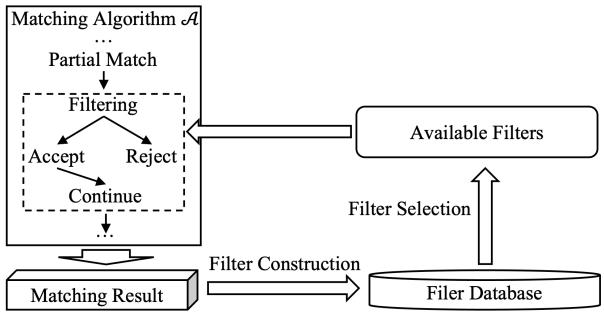 Matching Algorithm 𝒜
…
Partial Match
Filtering
Accept
Reject
Continue
…
Matching Result
Available Filters
Filter Selection
Filter Construction
Filer Database